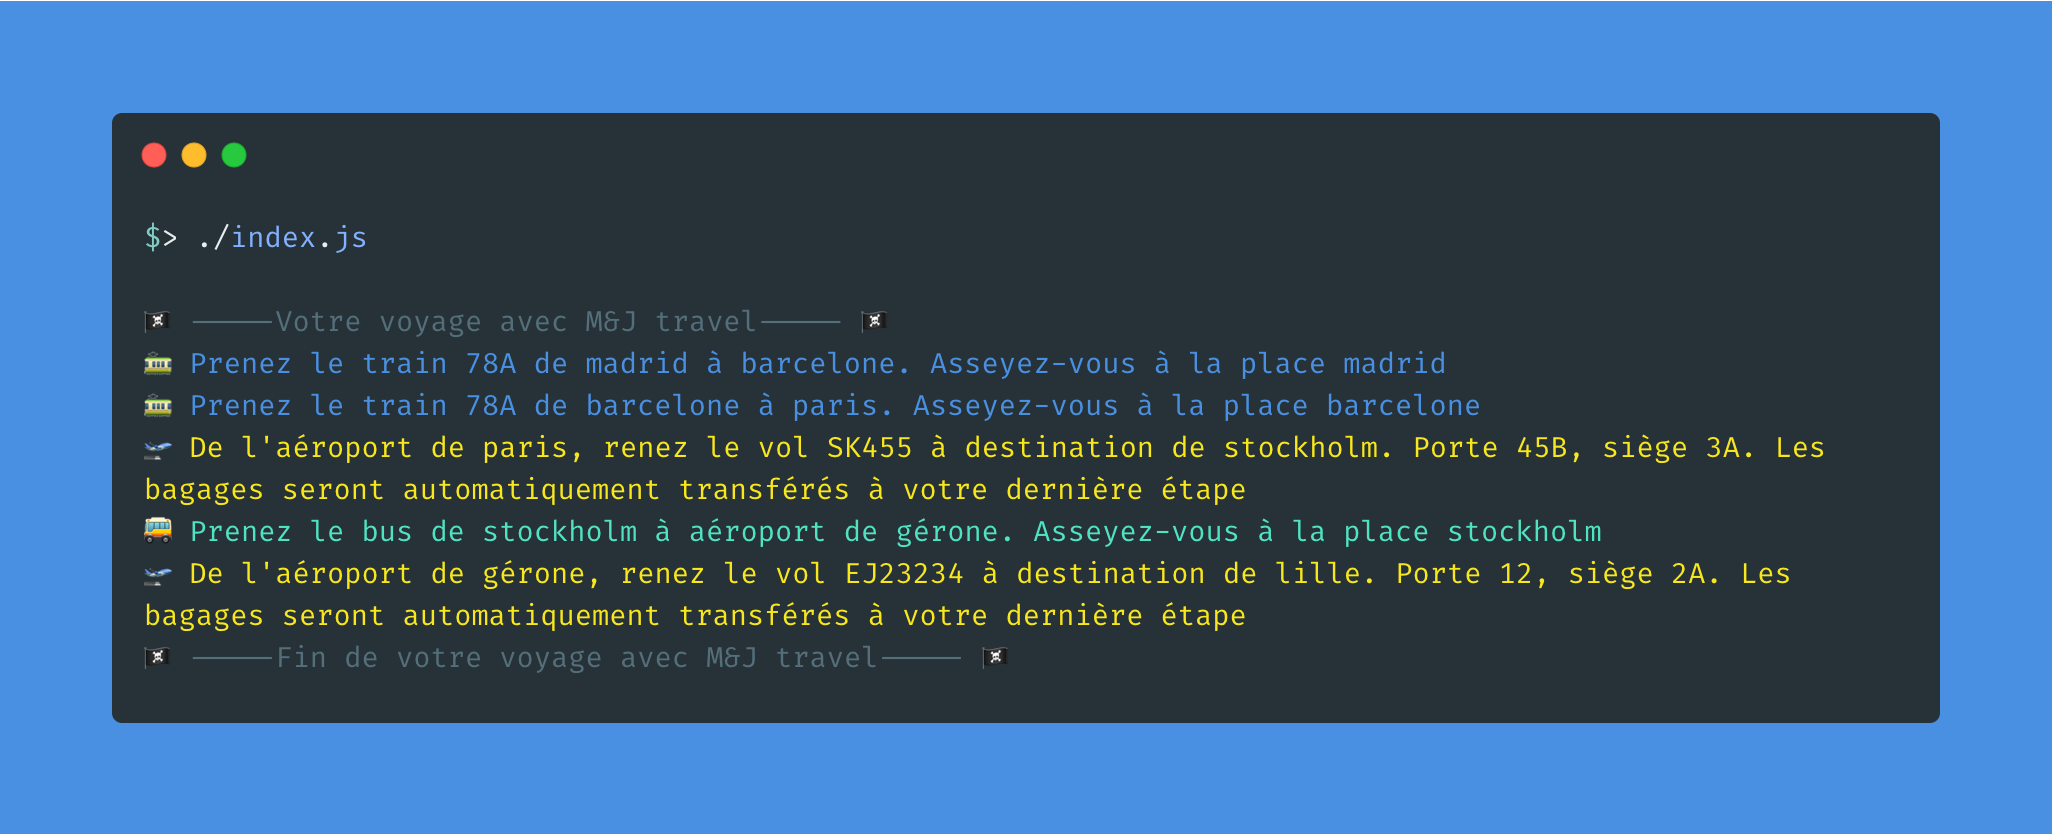 $> ./index.js
🏴‍☠️ -----Votre voyage avec M&J travel----- 🏴‍☠️
🚋 Prenez le train 78A de madrid à barcelone. Asseyez-vous à la place madrid
🚋 Prenez le train 78A de barcelone à paris. Asseyez-vous à la place barcelone
🛫 De l'aéroport de paris, renez le vol SK455 à destination de stockholm. Porte 45B, siège 3A. Les
bagages seront automatiquement transférés à votre dernière étape
🚌 Prenez le bus de stockholm à aéroport de gérone. Asseyez-vous à la place stockholm
🛫 De l'aéroport de gérone, renez le vol EJ23234 à destination de lille. Porte 12, siège 2A. Les
bagages seront automatiquement transférés à votre dernière étape
🏴‍☠️ -----Fin de votre voyage avec M&J travel----- 🏴‍☠️